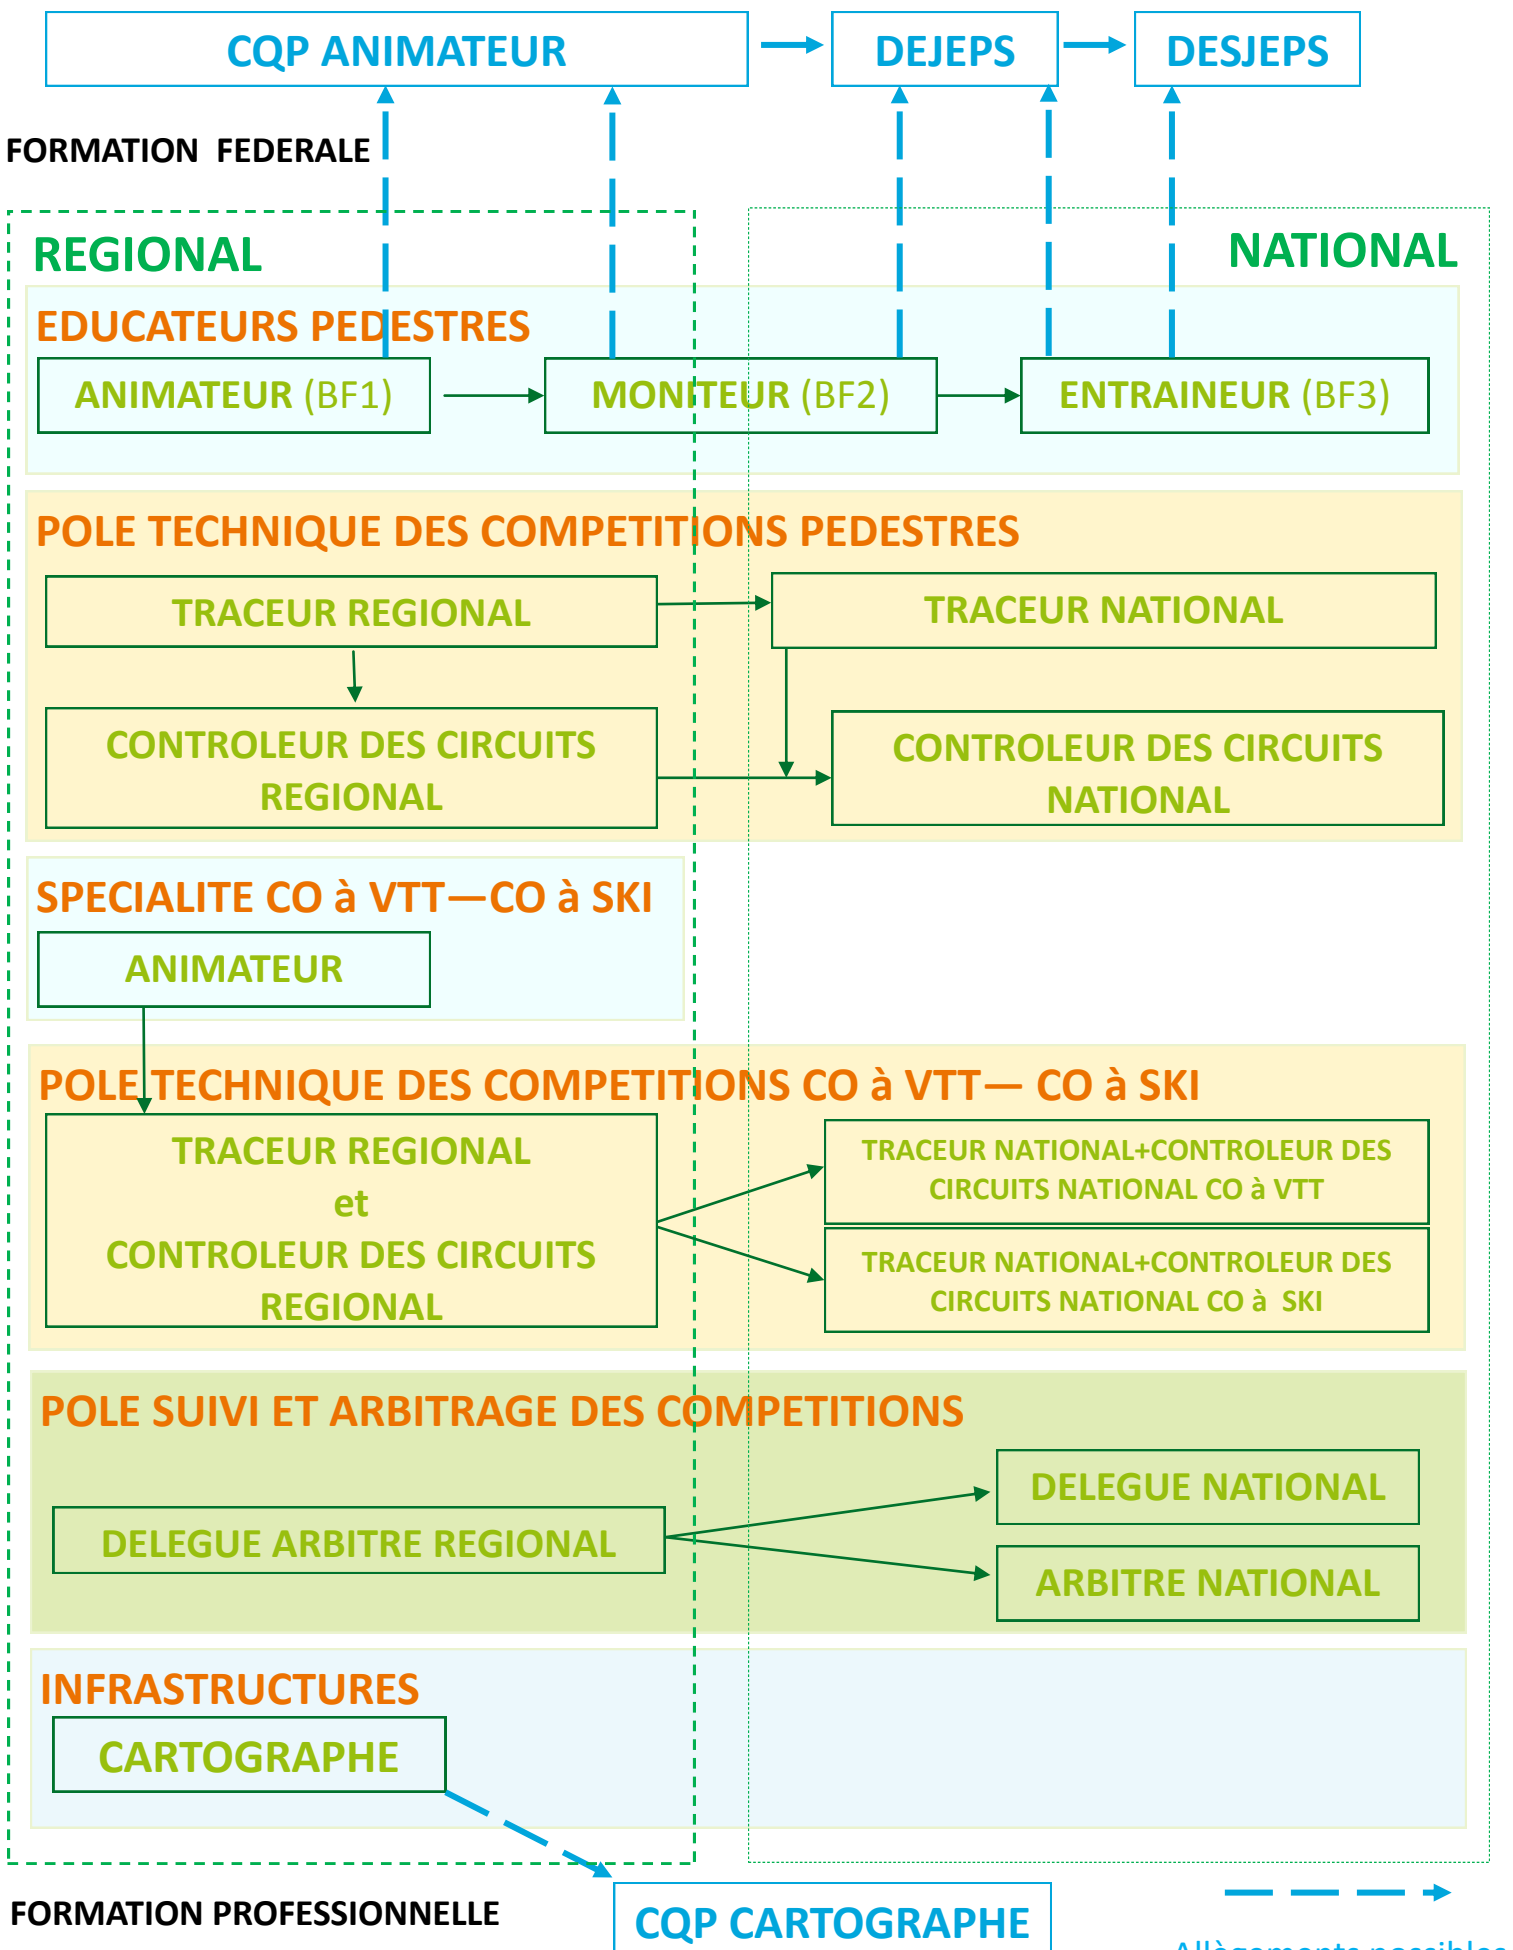 CQP ANIMATEUR
DEJEPS
DESJEPS
FORMATION  FEDERALE
REGIONAL
NATIONAL
EDUCATEURS PEDESTRES
ANIMATEUR (BF1)
MONITEUR (BF2)
ENTRAINEUR (BF3)
POLE TECHNIQUE DES COMPETITIONS PEDESTRES
TRACEUR REGIONAL
TRACEUR NATIONAL
CONTROLEUR DES CIRCUITS
REGIONAL
CONTROLEUR DES CIRCUITS
NATIONAL
SPECIALITE CO à VTT—CO à SKI
ANIMATEUR
POLE TECHNIQUE DES COMPETITIONS CO à VTT— CO à SKI
TRACEUR REGIONAL
et
CONTROLEUR DES CIRCUITS
REGIONAL
TRACEUR NATIONAL+CONTROLEUR DES
CIRCUITS NATIONAL CO à VTT
TRACEUR NATIONAL+CONTROLEUR DES
CIRCUITS NATIONAL CO à  SKI
POLE SUIVI ET ARBITRAGE DES COMPETITIONS
DELEGUE NATIONAL
DELEGUE ARBITRE REGIONAL
ARBITRE NATIONAL
INFRASTRUCTURES
CARTOGRAPHE
FORMATION PROFESSIONNELLE
CQP CARTOGRAPHE
Allègements possibles